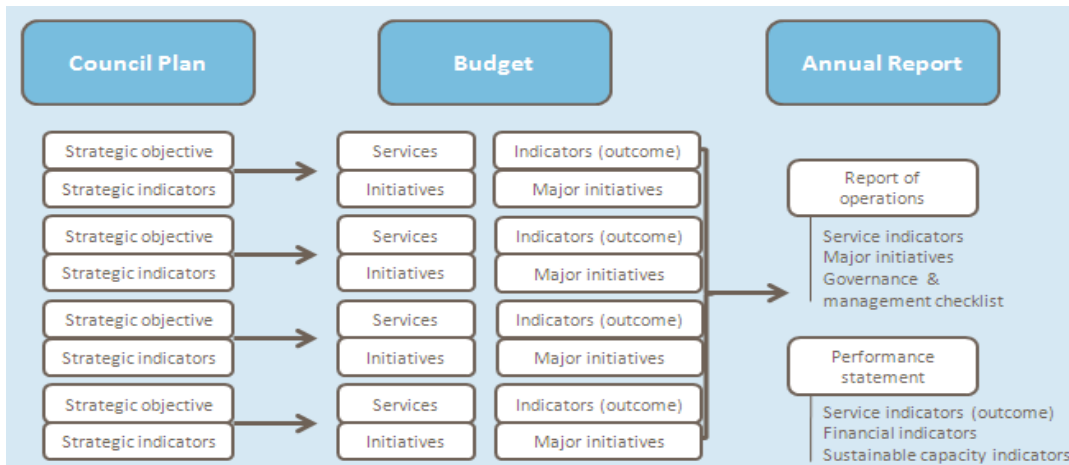 Council Plan
Budget
Annual Report
Strategic objective
Strategic indicators
Services
Initiatives
Indicators (outcome)
Major initiatives
Strategic objective
Strategic indicators
Services
Initiatives
Indicators (outcome)
Major initiatives
Strategic objective
Strategic indicators
Services
Initiatives
Indicators (outcome)
Major initiatives
Strategic objective
Strategic indicators
Services
Initiatives
Indicators (outcome)
Major initiatives
Report of
operations
Service indicators
Major initiatives
Governance &
management checklist
Performance
statement
Service indicators (outcome)
Financial indicators
Sustainable capacity indicators